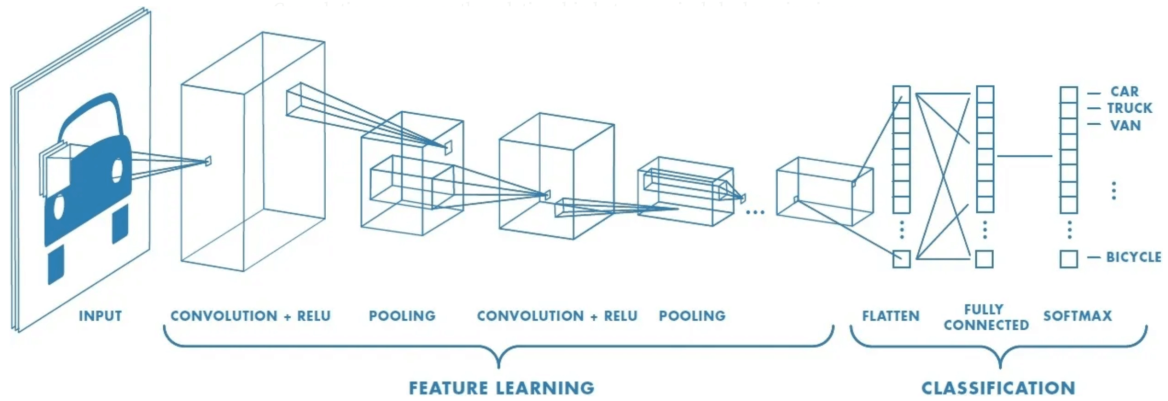 CAR
TRUCK
VAN
BICYCLE
INPUT
CONVOLUTION + RELU
POOLING
CONVOLUTION + RELU
POOLING
FLATTEN
FULLY
CONNECTED
SOFTMAX
FEATURE LEARNING
CLASSIFICATION